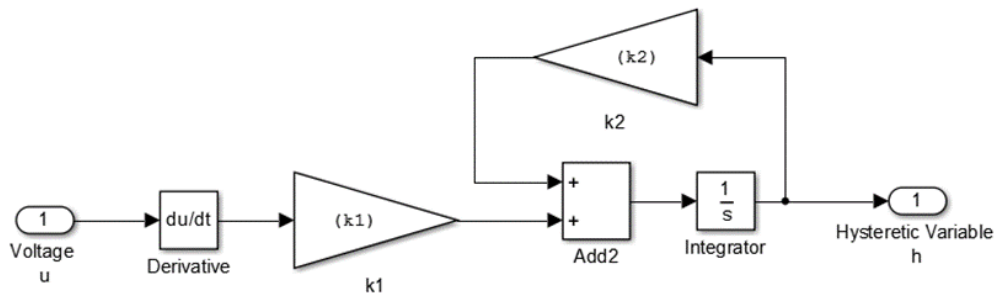 (k2)
k2
1
Voltage
u
du/dt
Derivative
(k1)
k1
+
+
Add2
1
s
Integrator
1
Hysteretic Variable
h